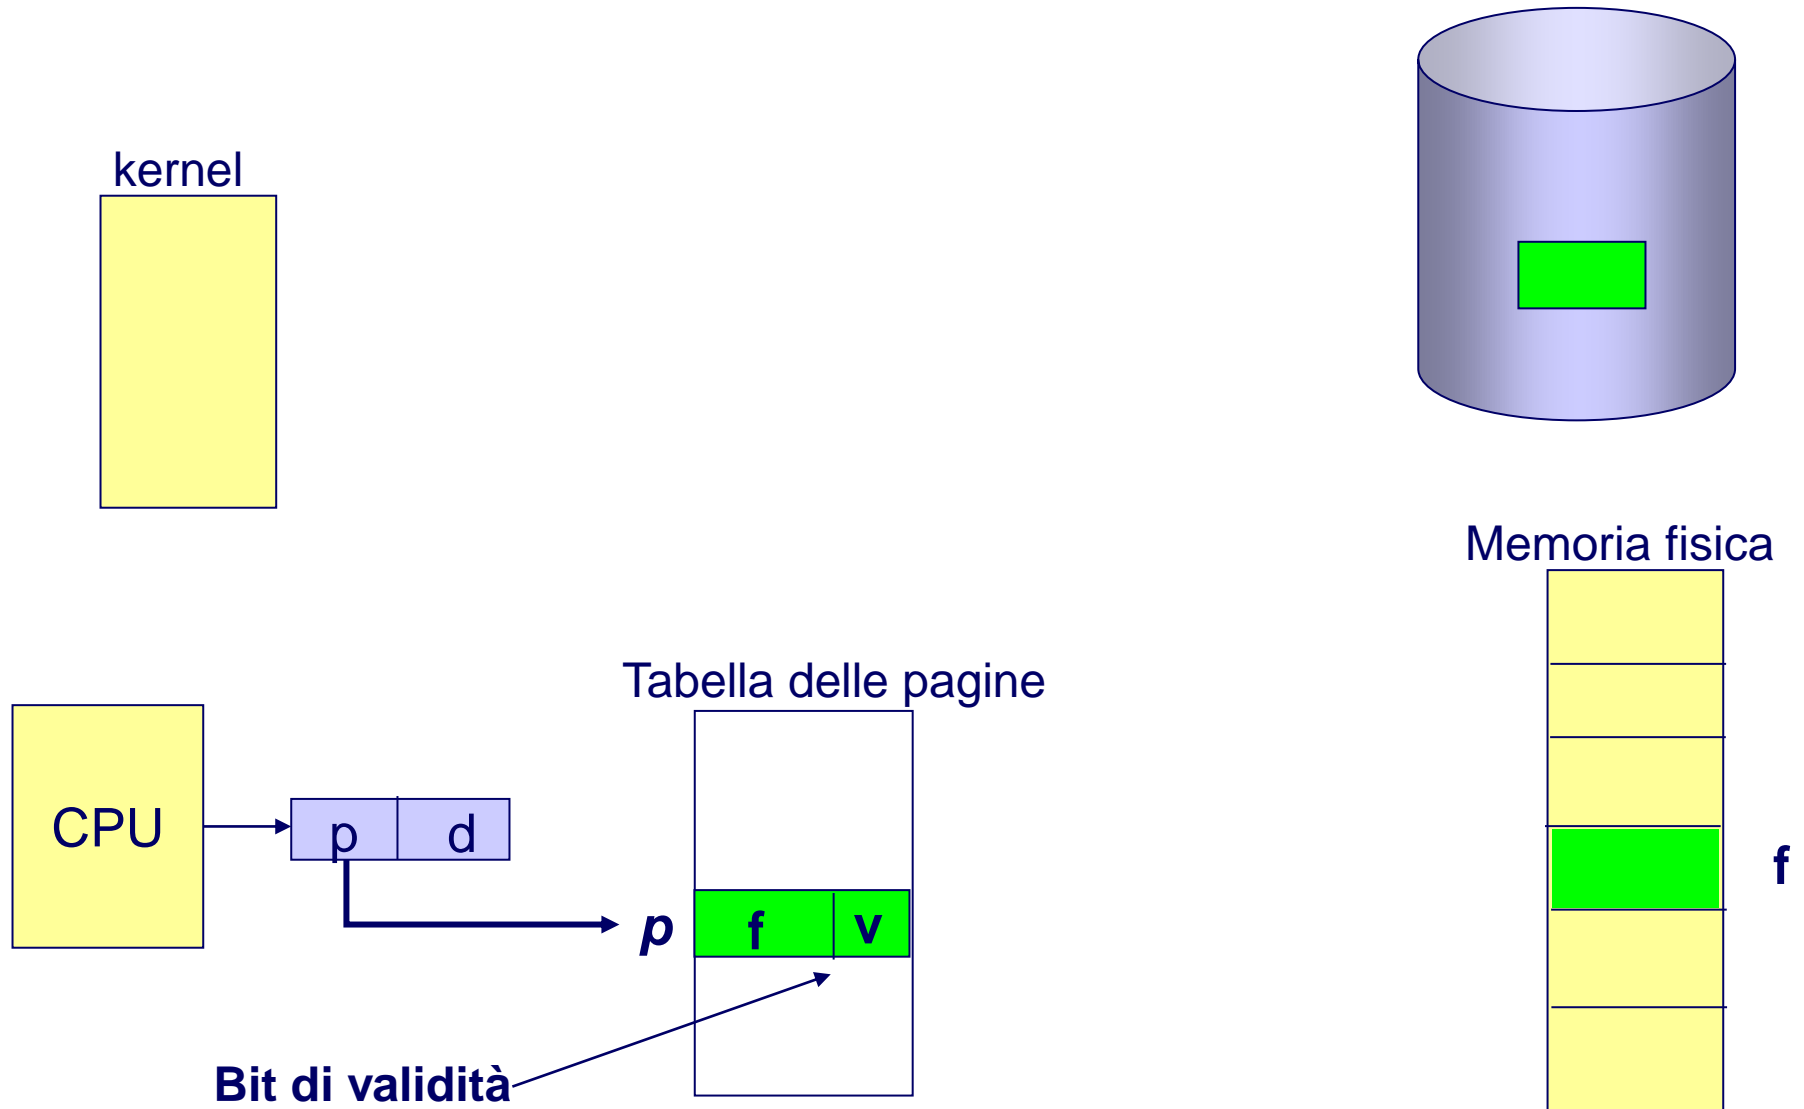 kernel
Memoria fisica
Tabella delle pagine
CPU
p d
f
p f v
Bit di validità